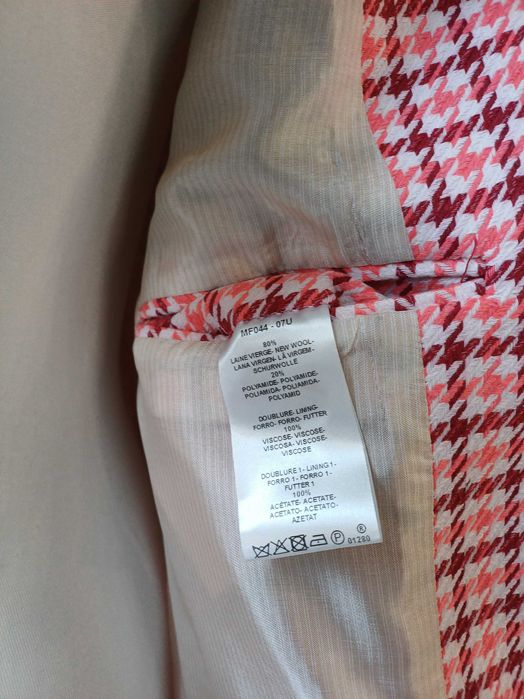 MF044 - 07U
80%
LAINE VIERGE- NEW WOOL-
LANA VIRGEN- LÃ VIRGEM-
SCHURWOLLE
20%
POLYAMIDE- POLYAMIDE-
POLIAMIDA- POLIAMIDA-
POLYAMID
DOUBLURE- LINING-
FORRO- FORRO- FUTTER
100%
VISCOSE- VISCOSE-
VISCOSA- VISCOSE-
VISCOSE
DOUBLURE 1- LINING 1-
FORRO 1- FORRO 1-
FUTTER 1
100%
ACÉTATE- ACETATE-
ACETATO- ACETATO-
AZETAT
P ®
01280